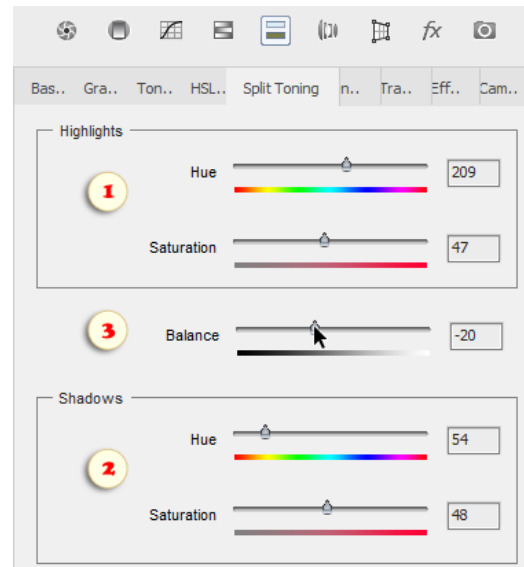 fx
Bas.. Gra.. Ton.. HSL.. Split Toning n.. Tra.. Eff.. Cam..
Highlights
1
Hue 209
Saturation 47
3
Balance -20
Shadows
Hue 54
2
Saturation 48